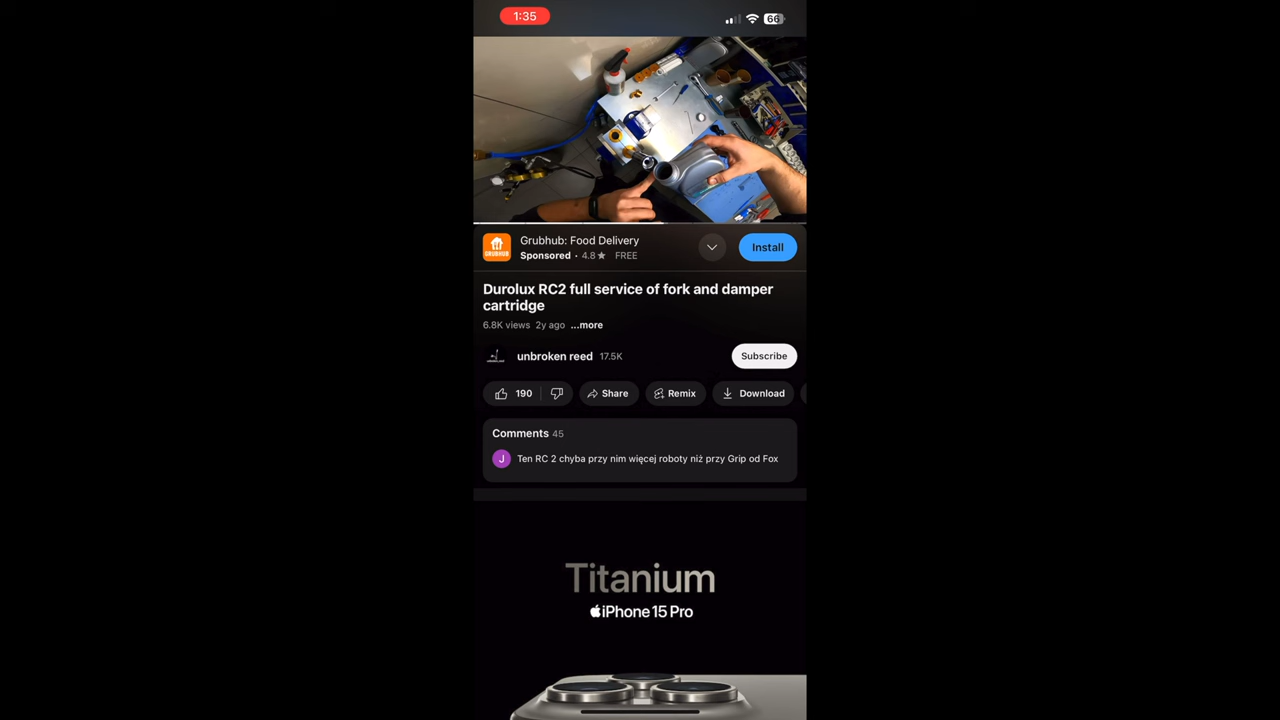 1:35
66
Grubhub: Food Delivery
GRUBHUB
Sponsored · 4.8★ FREE
Install
Durolux RC2 full service of fork and damper
cartridge
6.8K views 2y ago ...more
unbroken reed 17.5K
Subscribe
190
Share
Remix
Download
Comments 45
J
Ten RC 2 chyba przy nim więcej roboty niż przy Grip od Fox
Titanium
iPhone 15 Pro